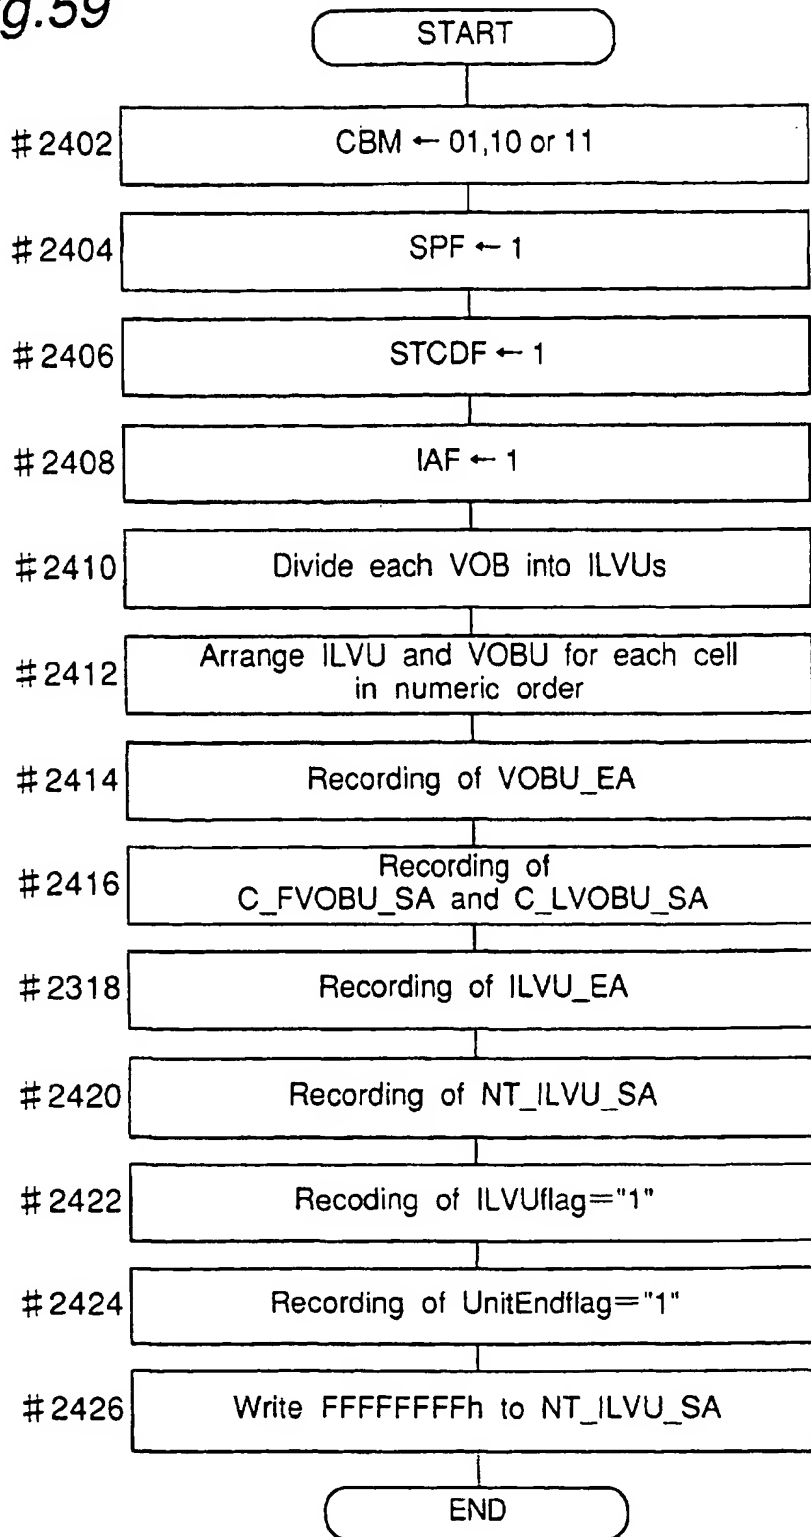 g.59
START
#2402 CBM ← 01,10 or 11
#2404 SPF ← 1
#2406 STCDF ← 1
#2408 IAF ← 1
#2410 Divide each VOB into ILVUs
#2412 Arrange ILVU and VOBU for each cell
in numeric order
#2414 Recording of VOBU_EA
#2416 Recording of
C_FVOBU_SA and C_LVOBU_SA
#2318 Recording of ILVU_EA
#2420 Recording of NT_ILVU_SA
#2422 Recoding of ILVUflag="1"
#2424 Recording of UnitEndflag="1"
#2426 Write FFFFFFFFh to NT_ILVU_SA
END